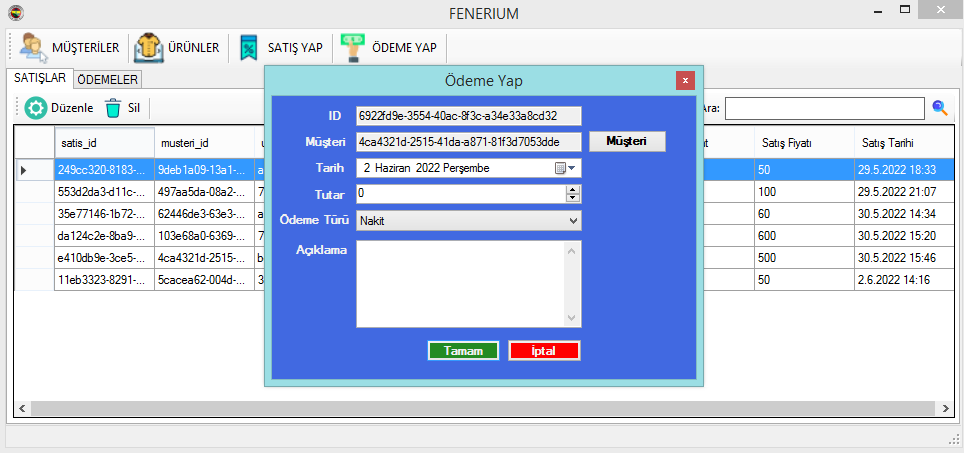 FENERIUM
MÜŞTERİLER ÜRÜNLER SATIŞ YAP ÖDEME YAP
SATIŞLAR ÖDEMELER
Düzenle Sil Ara:
satis_id musteri_id Satış Fiyatı Satış Tarihi
249cc320-8183-... 9deb1a09-13a1-... 50 29.5.2022 18:33
553d2da3-d11c-... 497aa5da-08a2-... 100 29.5.2022 21:07
35e77146-1b72-... 62446de3-63e3-... 60 30.5.2022 14:34
da124c2e-8ba9-... 103e68a0-6369-... 600 30.5.2022 15:20
e410db9e-3ce5-... 4ca4321d-2515-... 500 30.5.2022 15:46
11eb3323-8291-... 5cacea62-004d-... 50 2.6.2022 14:16
Ödeme Yap
ID 6922fd9e-3554-40ac-8f3c-a34e33a8cd32
Müşteri 4ca4321d-2515-41da-a871-81f3d7053dde Müşteri
Tarih 2 Haziran 2022 Perşembe
Tutar 0
Ödeme Türü Nakit
Açıklama
Tamam İptal